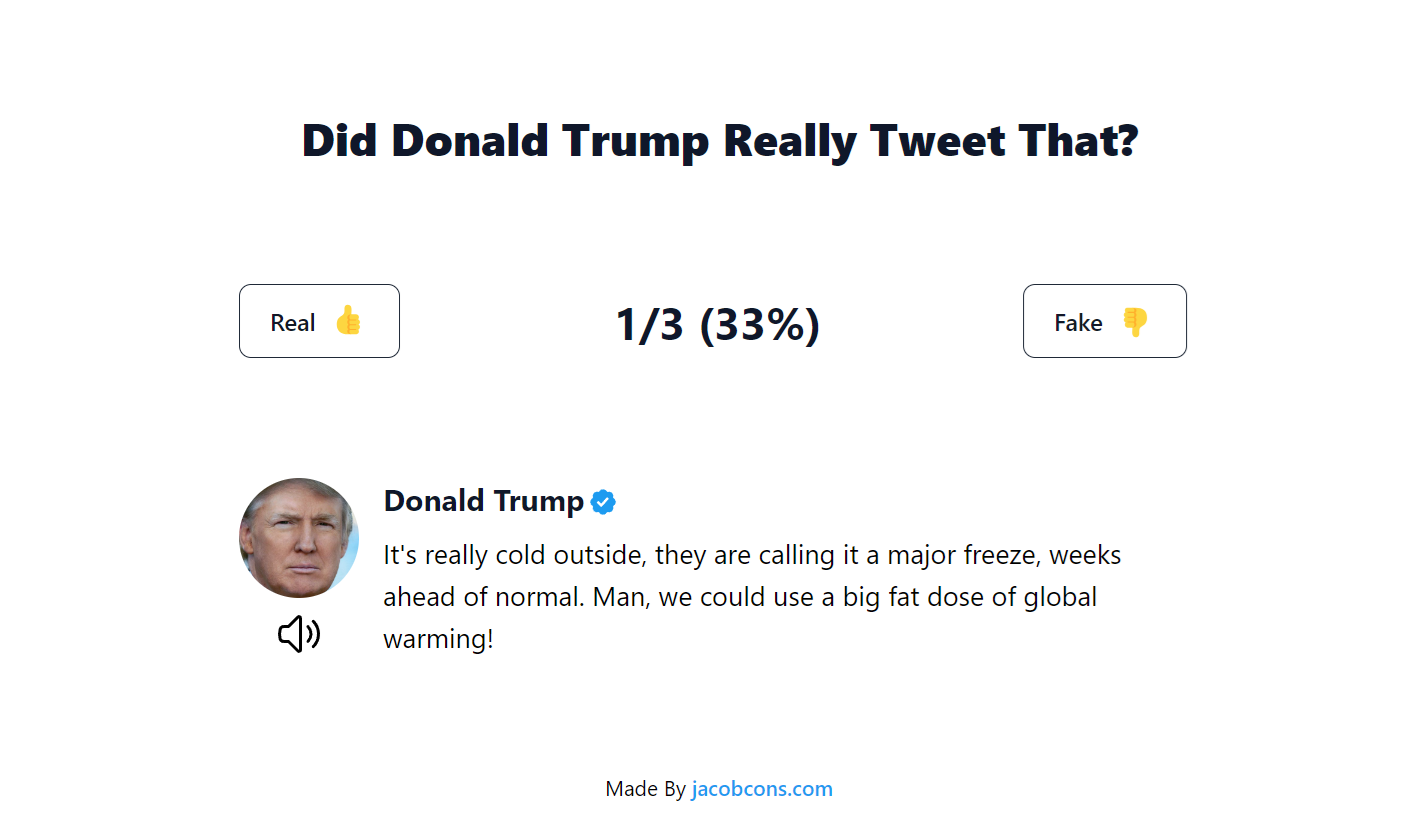 Did Donald Trump Really Tweet That?
Real
1/3 (33%)
Fake
Donald Trump
It's really cold outside, they are calling it a major freeze, weeks
ahead of normal. Man, we could use a big fat dose of global
warming!
Made By jacobcons.com